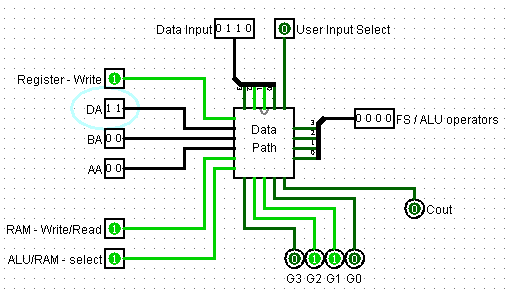 Data Input 0 1 1 0 0 User Input Select
Register - Write 1
DA 1 1
BA 0 0
AA 0 0
Data
Path
3
2
1
0
0 0 0 0 FS / ALU operators
RAM - Write/Read 1
ALU/RAM - select 1
0 Cout
0 1 1 0
G3 G2 G1 G0